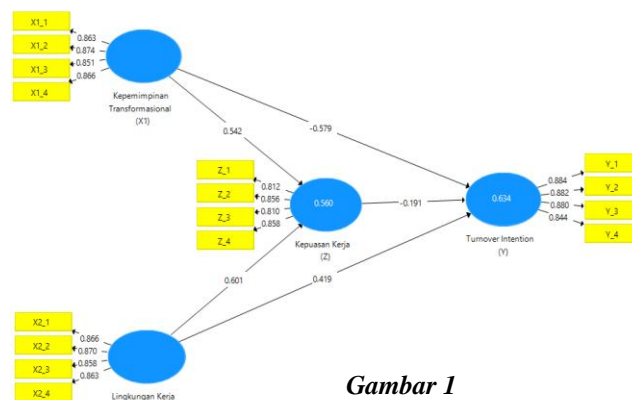 X1_1
X1_2
X1_3
X1_4
0.863
0.874
0.851
0.866
Kepemimpinan
Transformasional
(X1)
0.542
-0.579
Z_1
Z_2
Z_3
Z_4
0.812
0.856
0.810
0.858
0.560
Kepuasan Kerja
(Z)
-0.191
0.634
Turnover Intention
(Y)
0.884
0.882
0.880
0.844
Y_1
Y_2
Y_3
Y_4
0.601
0.419
X2_1
X2_2
X2_3
X2_4
0.866
0.870
0.858
0.863
Lingkungan Kerja
Gambar 1